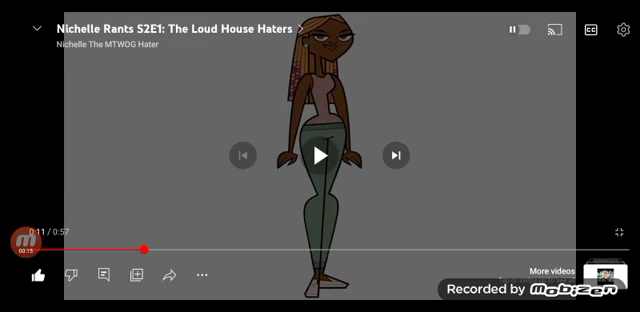 Nichelle Rants S2E1: The Loud House Haters
Nichelle The MTWOG Hater
CC
0:11 / 0:57
00:15
More videos
Recorded by Mobizen